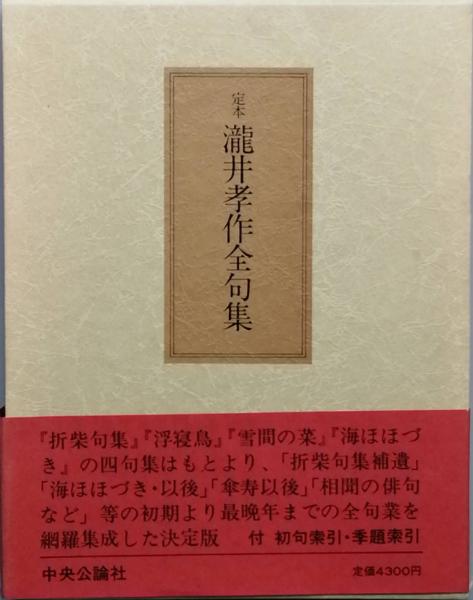 定本
瀧井孝作全句集
『折柴句集』『浮寝鳥』『雪間の菜』『海ほほづ
き』の四句集はもとより、「折柴句集補遺」
「海ほほづき・以後」「傘寿以後」「相聞の俳句
など」等の初期より最晩年までの全句業を
網羅集成した決定版　付 初句索引・季題索引
中央公論社
定価4300円